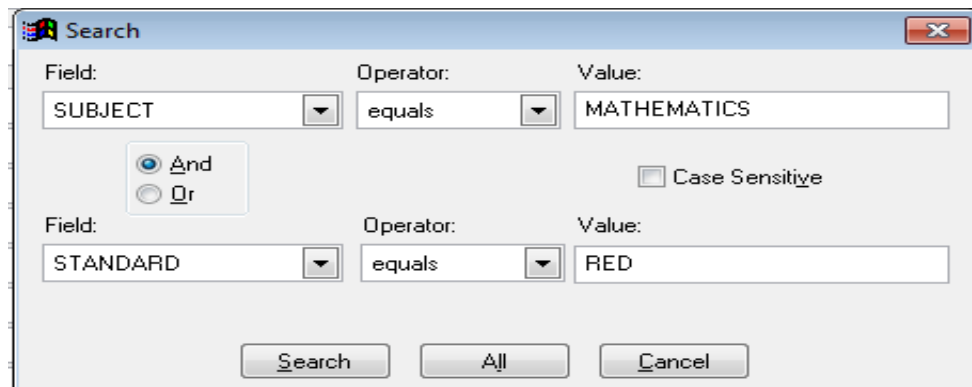 Search
Field: Operator: Value:
SUBJECT equals MATHEMATICS
And
Case Sensitive
Or
Field: Operator: Value:
STANDARD equals RED
Search All Cancel